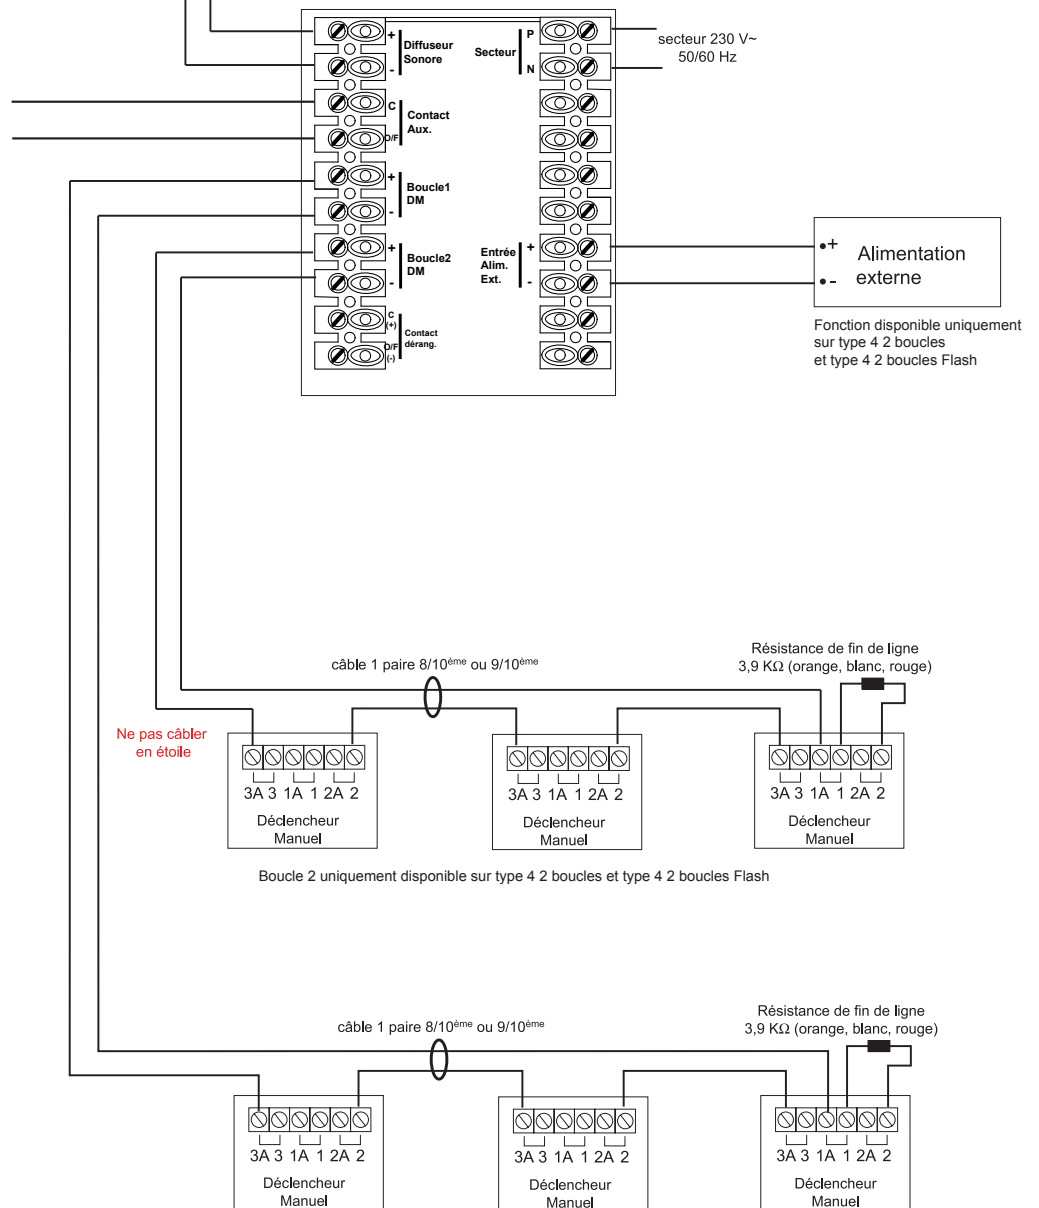 +
Diffuseur
Sonore
-
C
Contact
Aux.
O/F
+
Boucle1
DM
-
+
Boucle2
DM
-
C
(+)
Contact
dérang.
O/F
(-)
P
Secteur
N
secteur 230 V~
50/60 Hz
Entrée
Alim.
Ext.
+
-
+
-
Alimentation
externe
Fonction disponible uniquement
sur type 4 2 boucles
et type 4 2 boucles Flash
câble 1 paire 8/10ème ou 9/10ème
Résistance de fin de ligne
3,9 KΩ (orange, blanc, rouge)
Ne pas câbler
en étoile
3A 3 1A 1 2A 2
Déclencheur
Manuel
3A 3 1A 1 2A 2
Déclencheur
Manuel
3A 3 1A 1 2A 2
Déclencheur
Manuel
Boucle 2 uniquement disponible sur type 4 2 boucles et type 4 2 boucles Flash
câble 1 paire 8/10ème ou 9/10ème
Résistance de fin de ligne
3,9 KΩ (orange, blanc, rouge)
3A 3 1A 1 2A 2
Déclencheur
Manuel
3A 3 1A 1 2A 2
Déclencheur
Manuel
3A 3 1A 1 2A 2
Déclencheur
Manuel